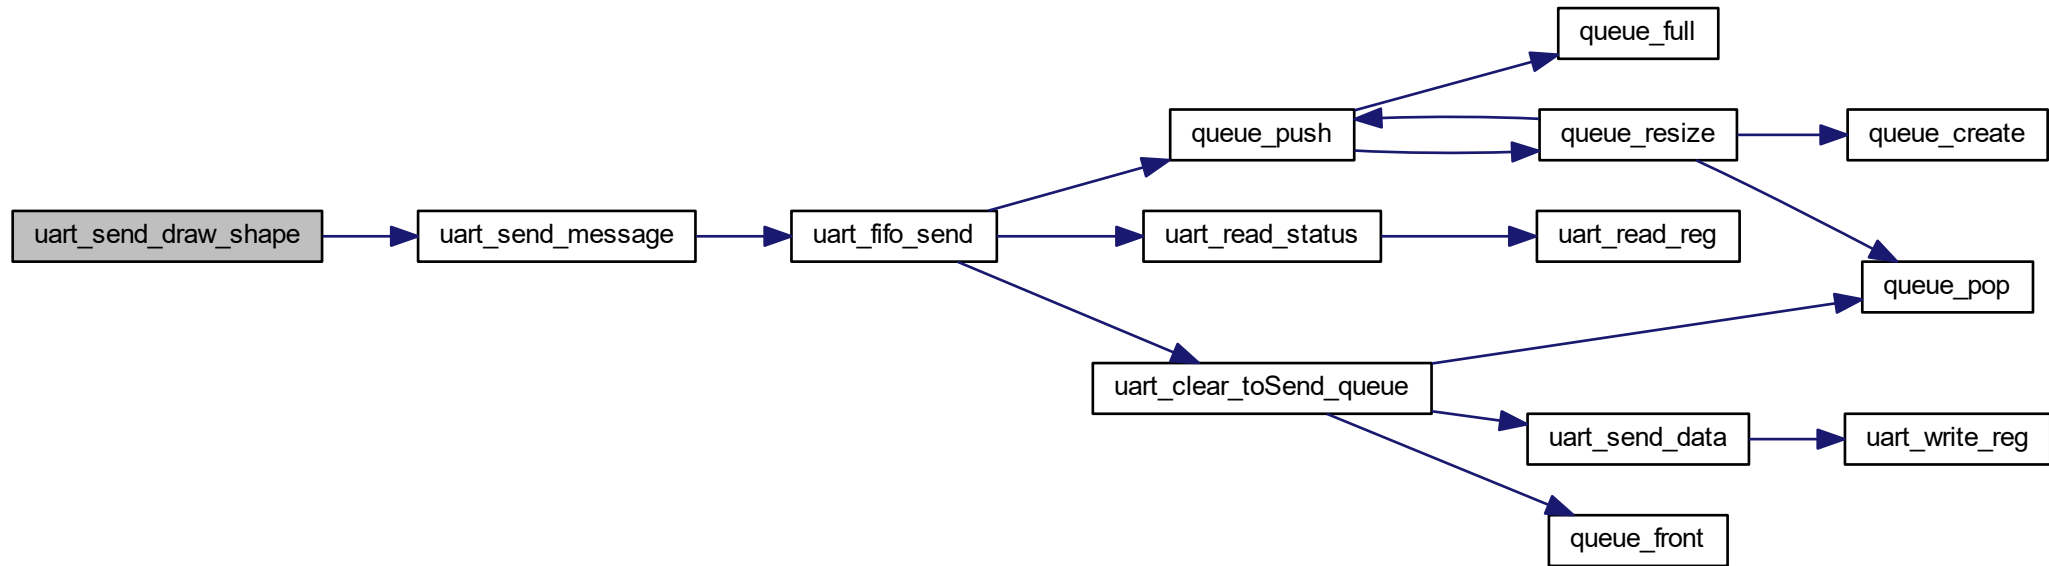 queue_full
queue_push
queue_resize
queue_create
uart_send_draw_shape
uart_send_message
uart_fifo_send
uart_read_status
uart_read_reg
queue_pop
uart_clear_toSend_queue
uart_send_data
uart_write_reg
queue_front